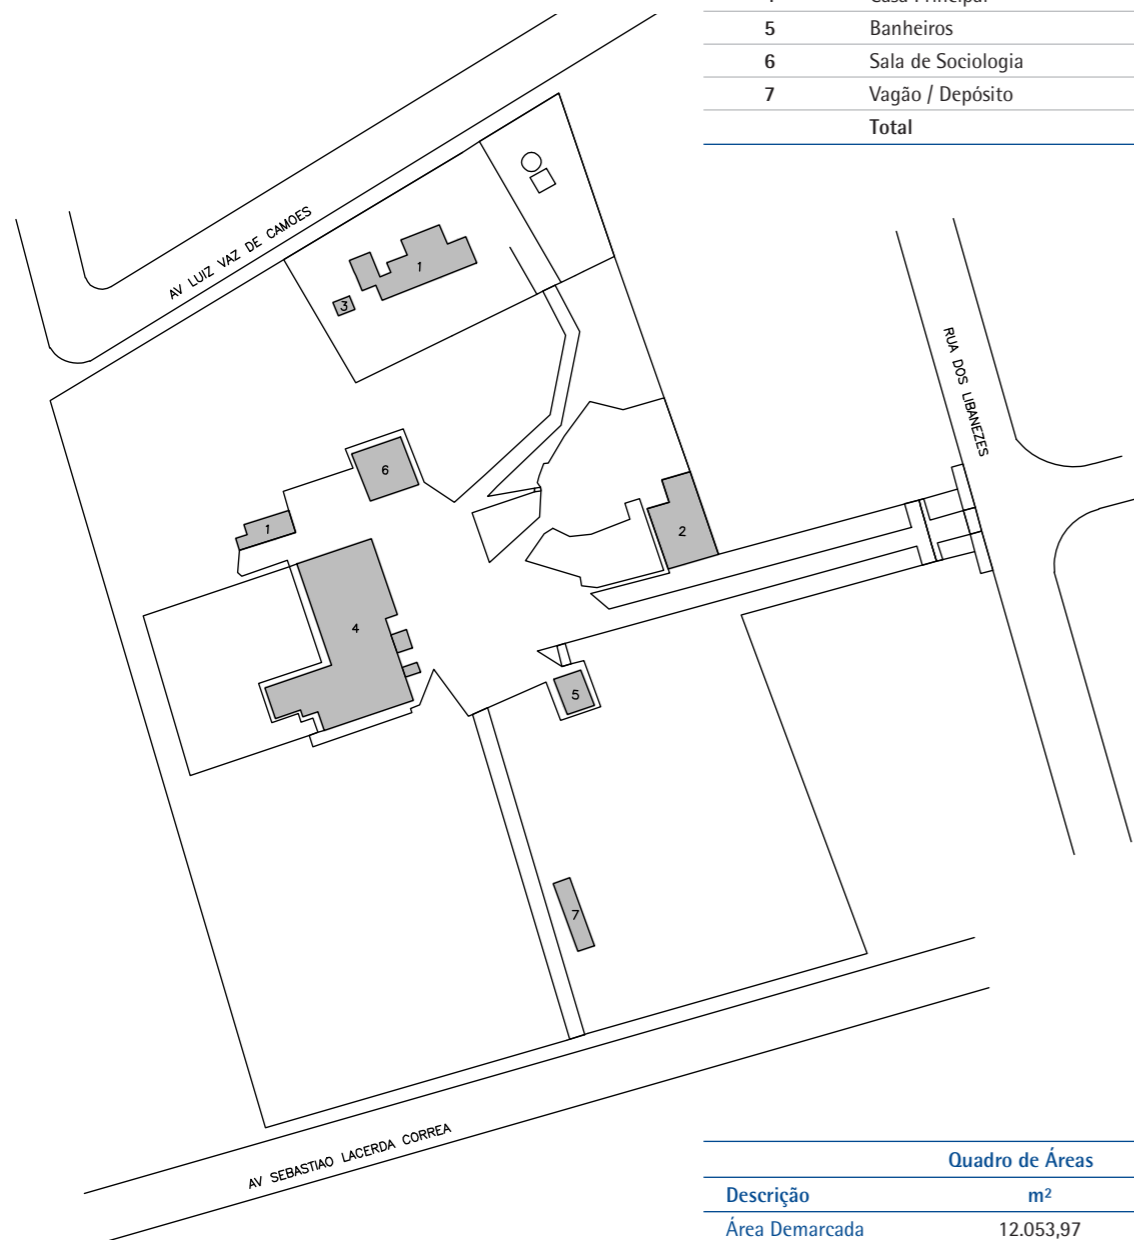 5 Banheiros
6 Sala de Sociologia
7 Vagão / Depósito
Total
AV LUIZ VAZ DE CAMOES
1
3
RUA DOS LIBANEZES
6
1
2
4
5
7
AV SEBASTIAO LACERDA CORREA
Quadro de Áreas
Descrição m²
Área Demarcada 12.053,97